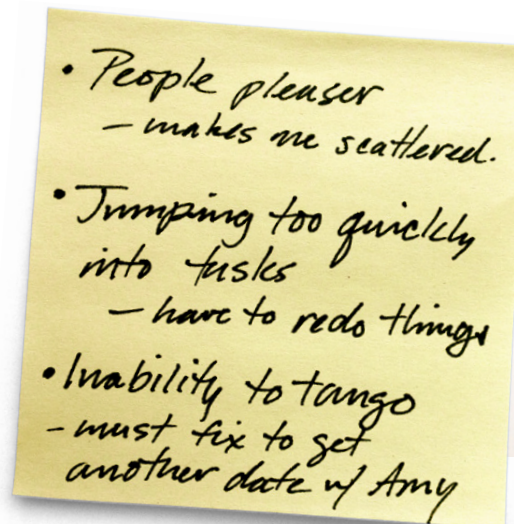 • People pleaser
- makes me scattered.
• Jumping too quickly
into tasks
- have to redo things
• Inability to tango
- must fix to get
another date w/ Amy